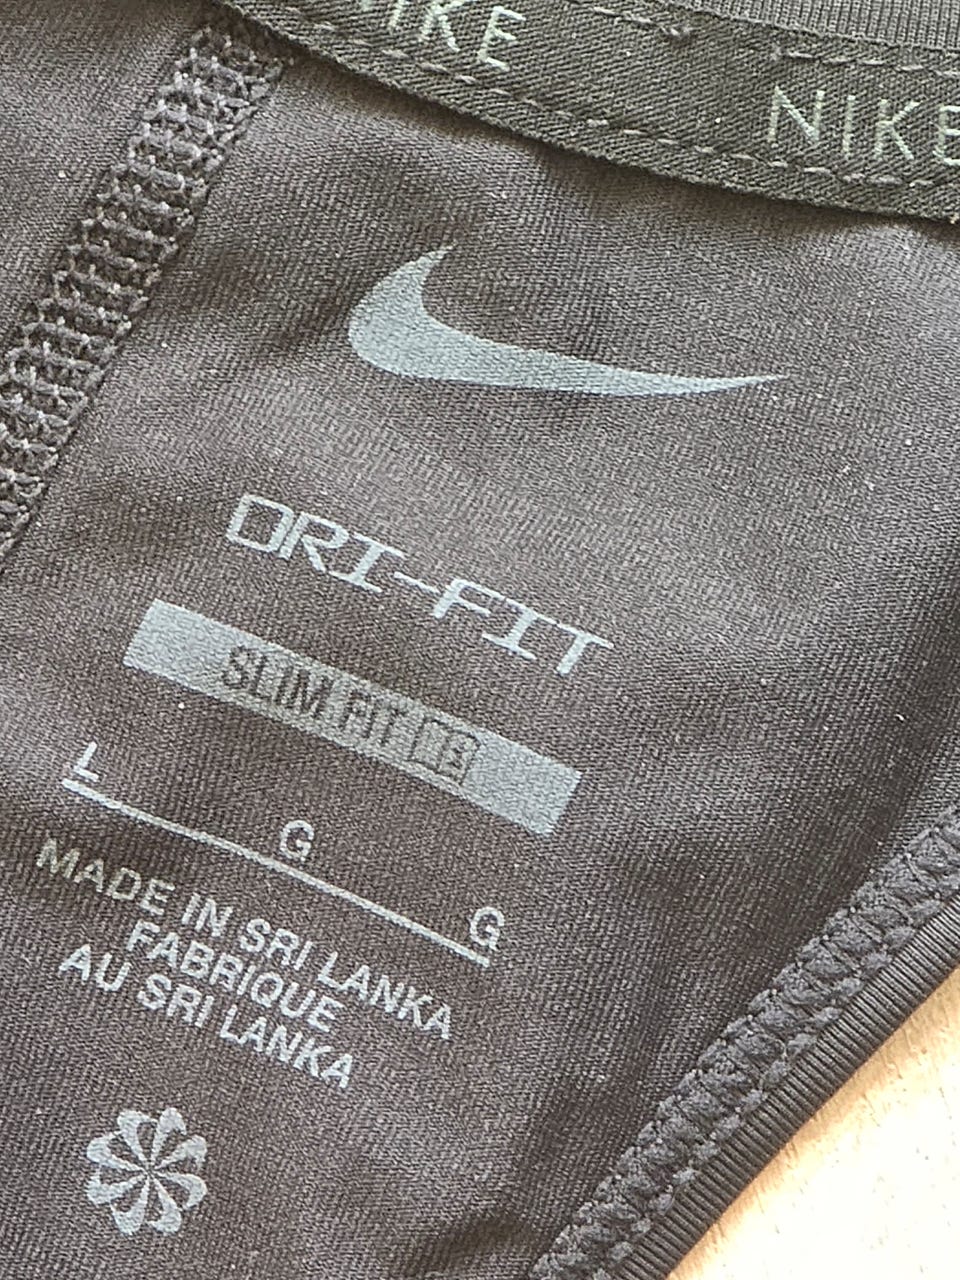 NIKE
NIKE
DRI-FIT
SLIM FIT
L
G
G
MADE IN SRI LANKA
FABRIQUE
AU SRI LANKA